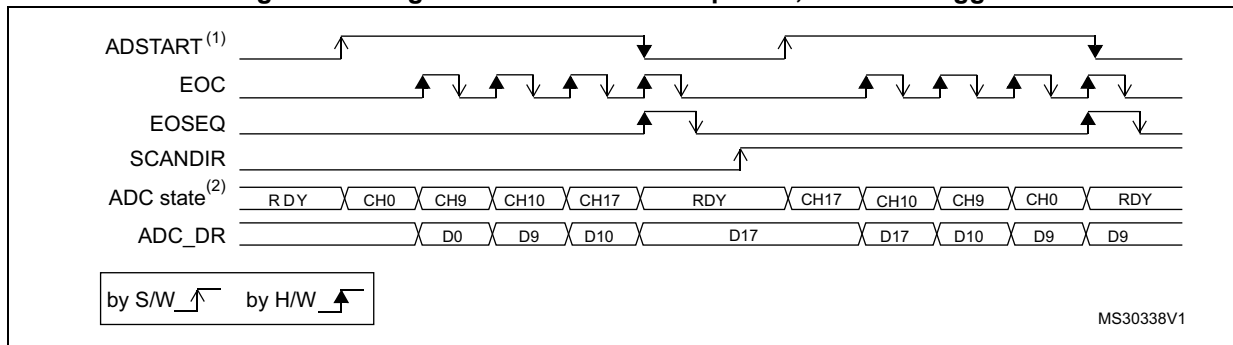 ADSTART(1)
EOC
EOSEQ
SCANDIR
ADC state(2) RDY CH0 CH9 CH10 CH17 RDY CH17 CH10 CH9 CH0 RDY
ADC_DR D0 D9 D10 D17 D17 D10 D9 D9
by S/W by H/W
MS30338V1